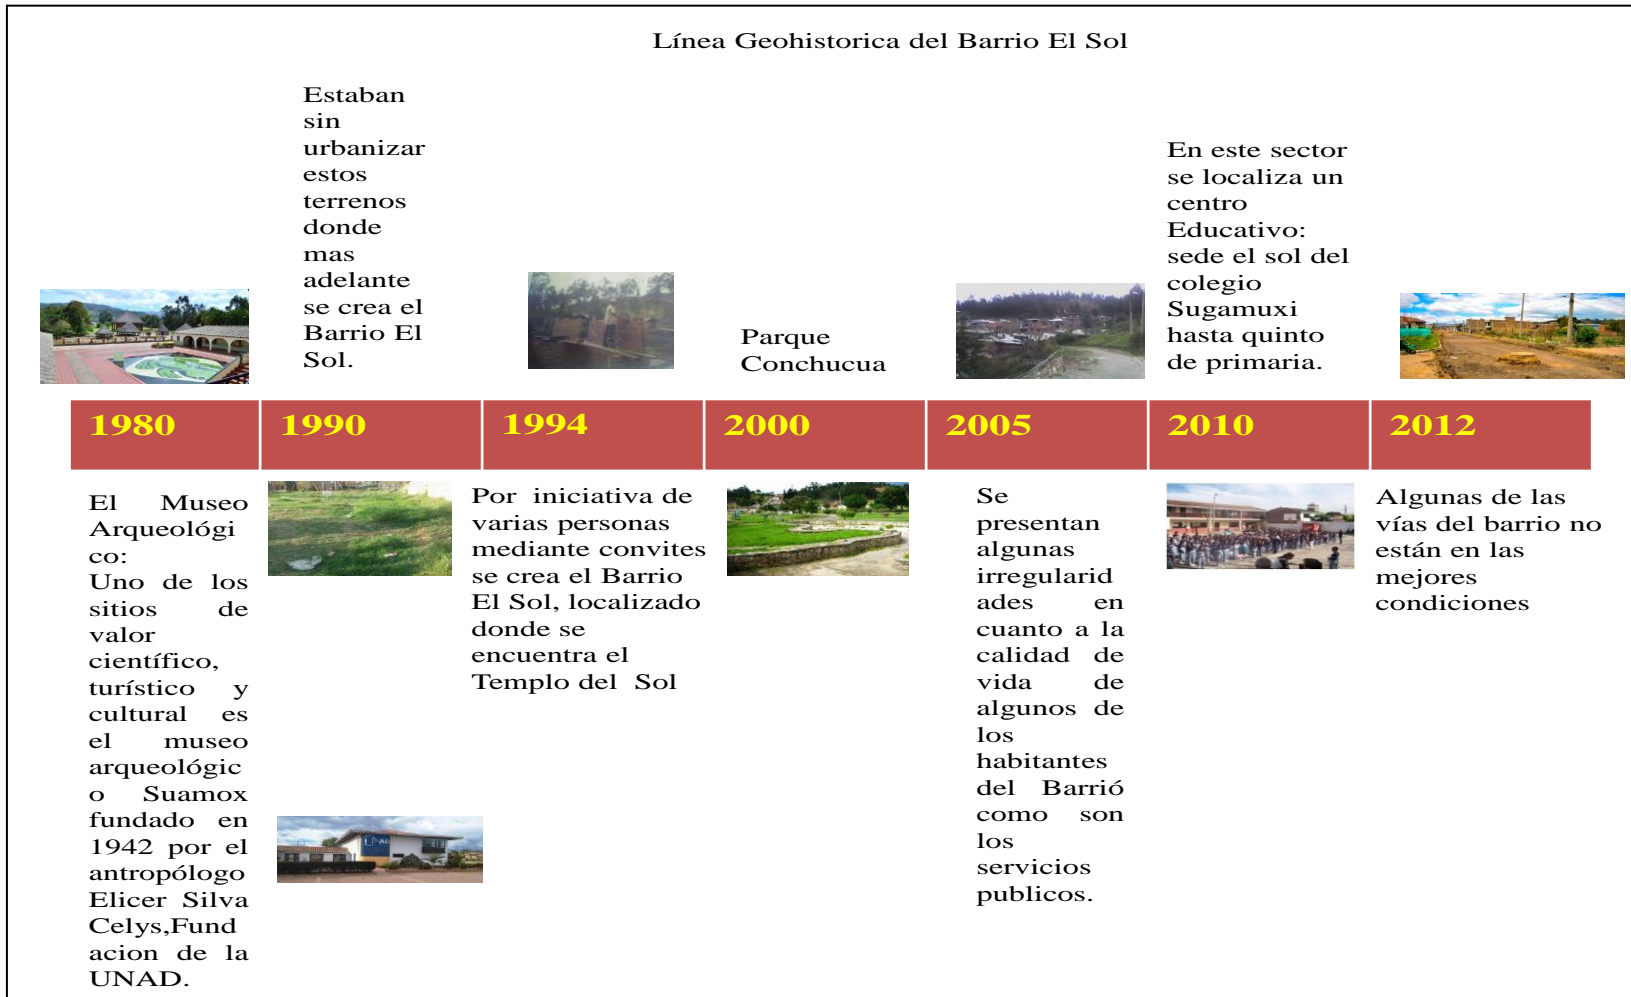 Línea Geohistorica del Barrio El Sol
Estaban
sin
urbanizar
estos
terrenos
donde
mas
adelante
se crea el
Barrio El
Sol.
Parque
Conchucua
En este sector
se localiza un
centro
Educativo:
sede el sol del
colegio
Sugamuxi
hasta quinto
de primaria.
1980
1990
1994
2000
2005
2010
2012
El Museo
Arqueológi
co:
Uno de los
sitios de
valor
científico,
turístico y
cultural es
el museo
arqueológic
o Suamox
fundado en
1942 por el
antropólogo
Elicer Silva
Celys,Fund
acion de la
UNAD.
UNAD
Por iniciativa de
varias personas
mediante convites
se crea el Barrio
El Sol, localizado
donde se
encuentra el
Templo del Sol
Se
presentan
algunas
irregularid
ades en
cuanto a la
calidad de
vida de
algunos de
los
habitantes
del Barrió
como son
los
servicios
publicos.
Algunas de las
vías del barrio no
están en las
mejores
condiciones